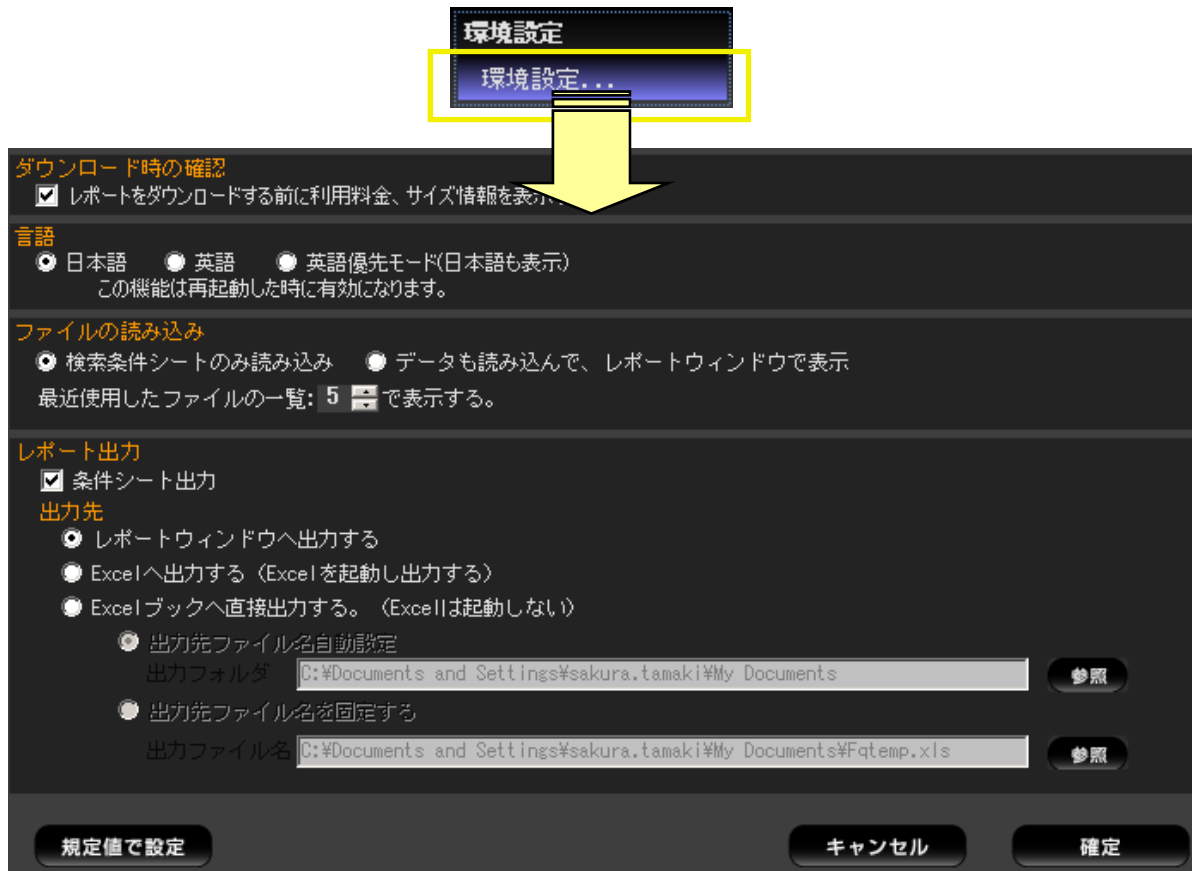 環境設定
環境設定...
ダウンロード時の確認
レポートをダウンロードする前に利用料金、サイズ情報を表示
言語
日本語 英語 英語優先モード(日本語も表示)
この機能は再起動した時に有効になります。
ファイルの読み込み
検索条件シートのみ読み込み データも読み込んで、レポートウィンドウで表示
最近使用したファイルの一覧: 5 で表示する。
レポート出力
条件シート出力
出力先
レポートウィンドウへ出力する
Excelへ出力する（Excelを起動し出力する）
Excelブックへ直接出力する。（Excelは起動しない）
出力先ファイル名自動設定
出力フォルダ C:¥Documents and Settings¥sakura.tamaki¥My Documents 参照
出力先ファイル名を固定する
出力ファイル名 C:¥Documents and Settings¥sakura.tamaki¥My Documents¥Fqtemp.xls 参照
規定値で設定 キャンセル 確定